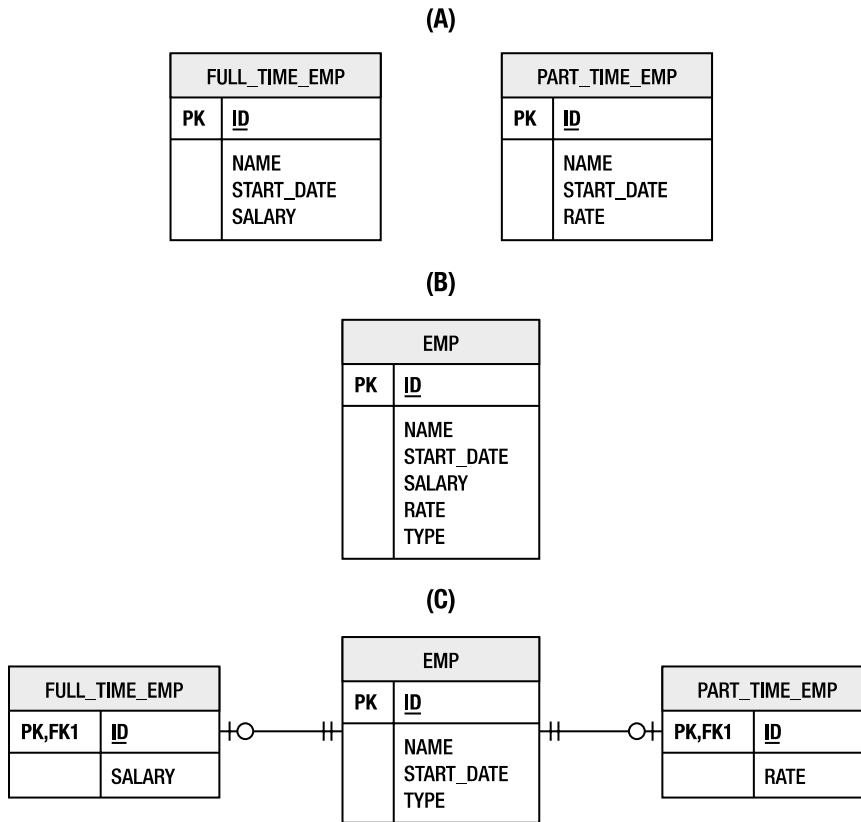 (A)
FULL_TIME_EMP
PK ID
NAME
START_DATE
SALARY
PART_TIME_EMP
PK ID
NAME
START_DATE
RATE
(B)
EMP
PK ID
NAME
START_DATE
SALARY
RATE
TYPE
(C)
FULL_TIME_EMP
PK,FK1 ID
SALARY
EMP
PK ID
NAME
START_DATE
TYPE
PART_TIME_EMP
PK,FK1 ID
RATE